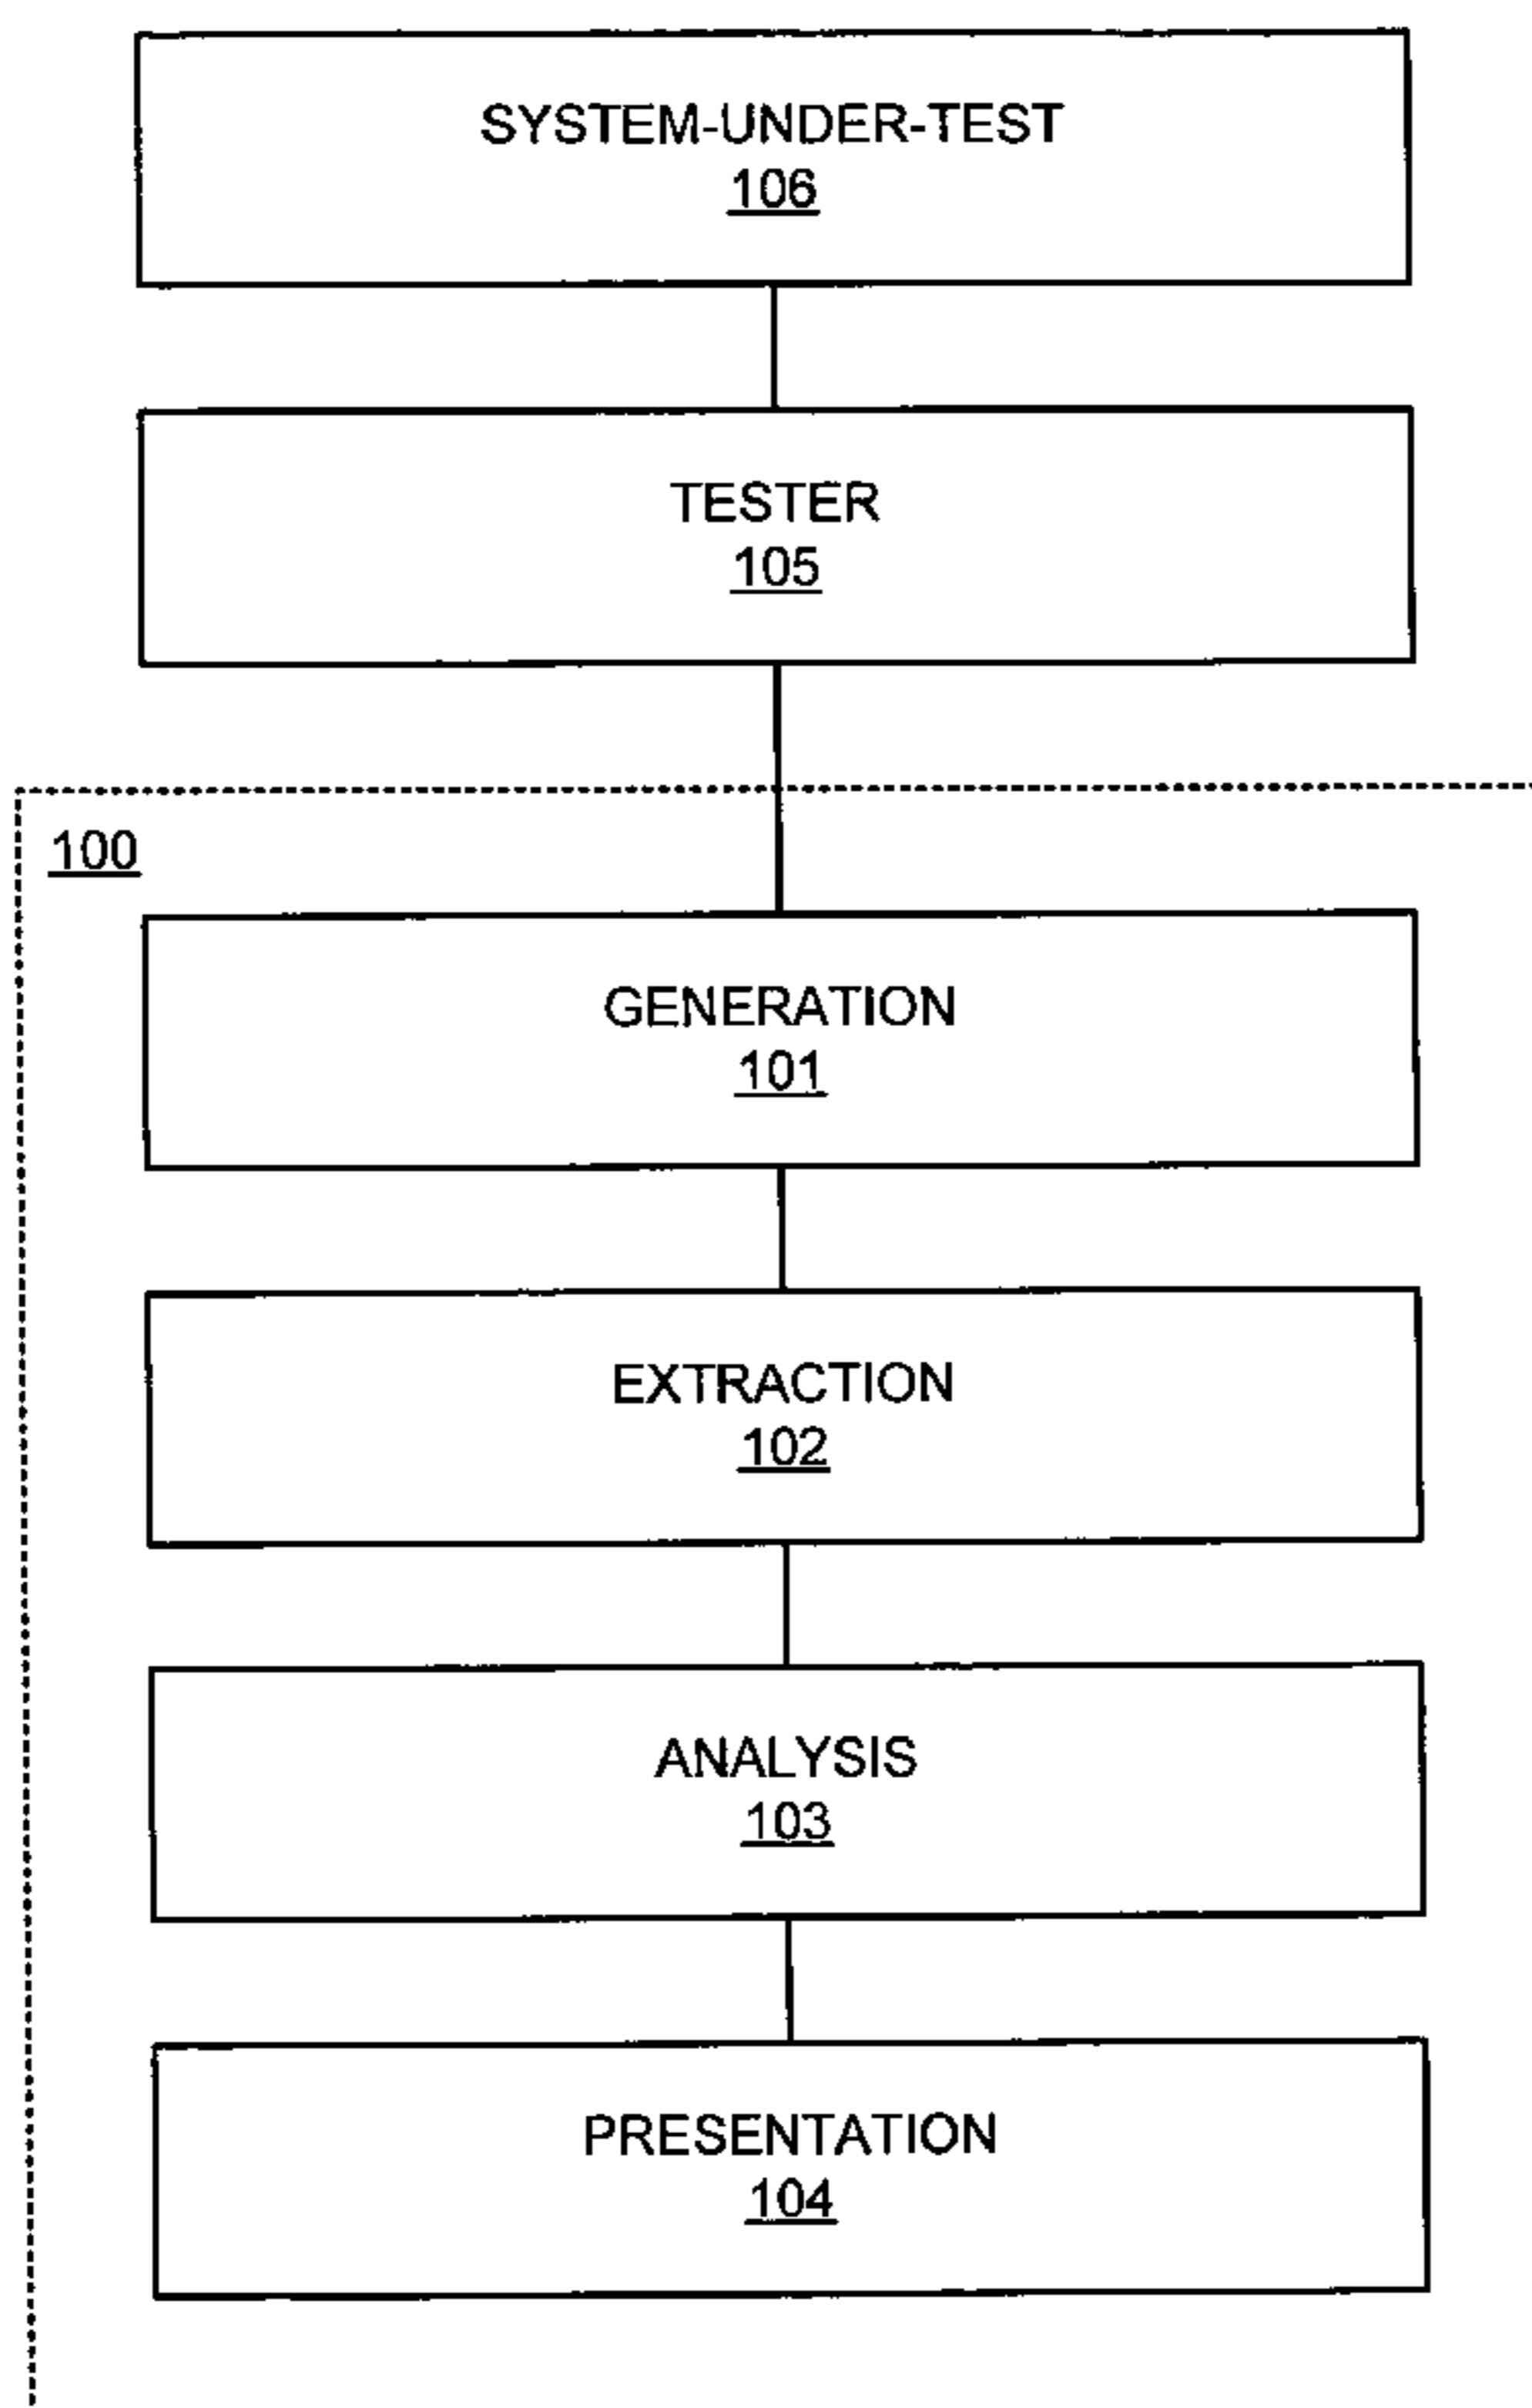 SYSTEM-UNDER-TEST
106
TESTER
105
100
GENERATION
101
EXTRACTION
102
ANALYSIS
103
PRESENTATION
104